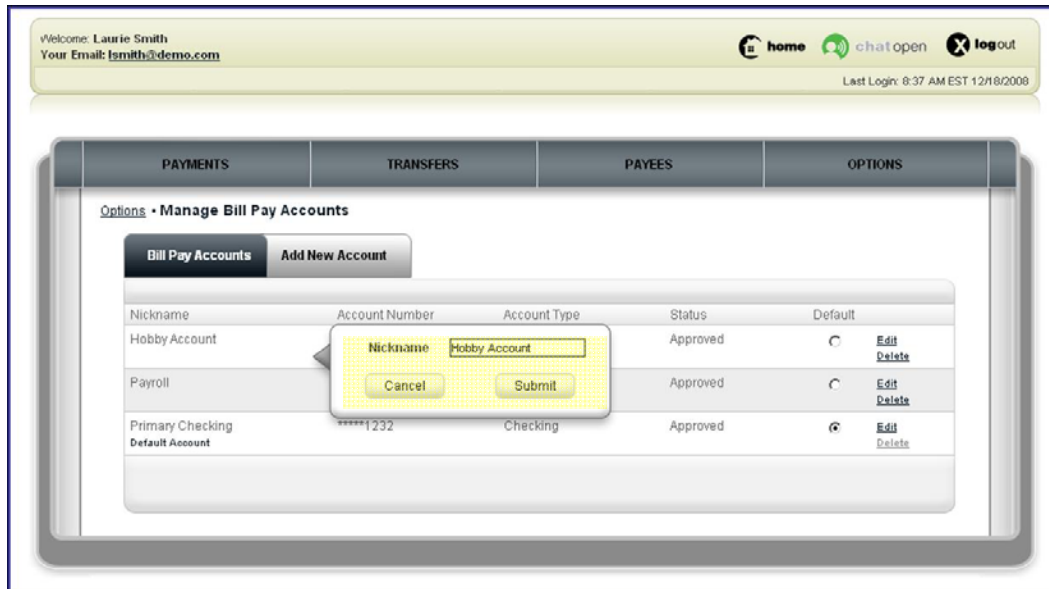 Welcome: Laurie Smith
Your Email: lsmith@demo.com
home chatopen logout
Last Login: 8:37 AM EST 12/18/2008
PAYMENTS TRANSFERS PAYEES OPTIONS
Options • Manage Bill Pay Accounts
Bill Pay Accounts Add New Account
Nickname Account Number Account Type Status Default
Hobby Account Approved Edit
Delete
Nickname Hobby Account
Cancel Submit
Payroll Approved Edit
Delete
Primary Checking *****1232 Checking Approved Edit
Default Account Delete